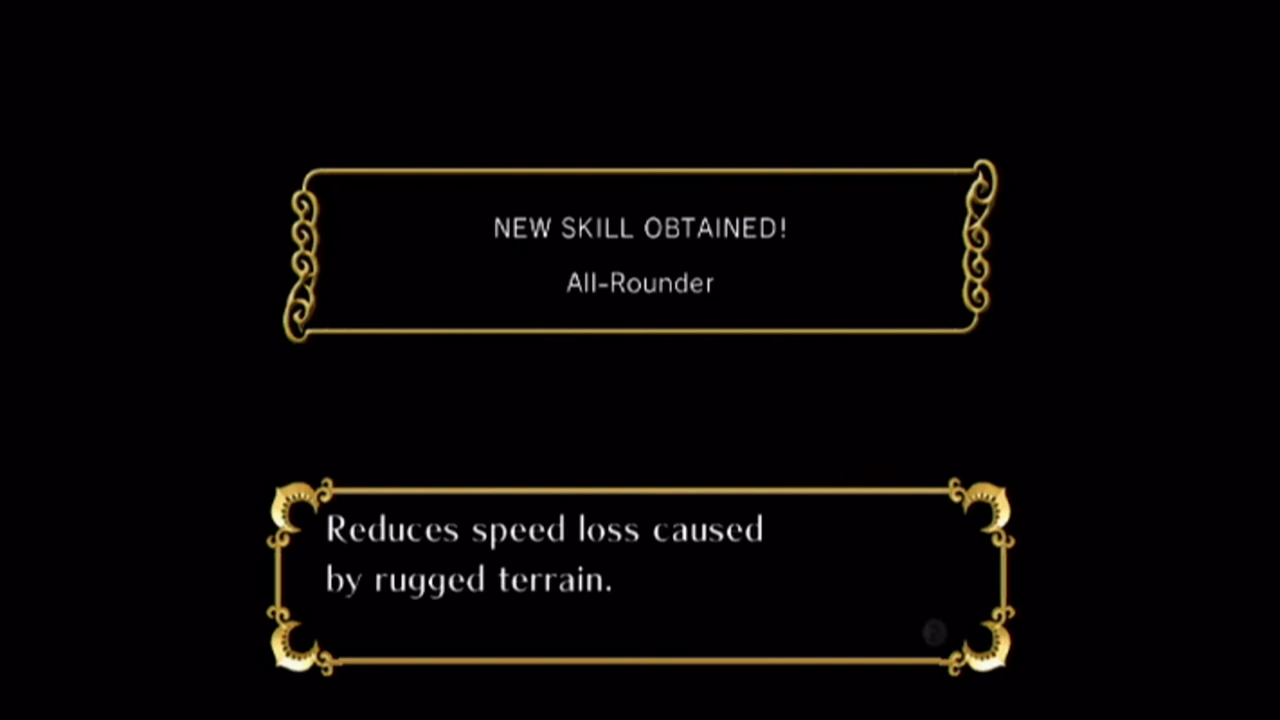 NEW SKILL OBTAINED!
All-Rounder
Reduces speed loss caused
by rugged terrain.